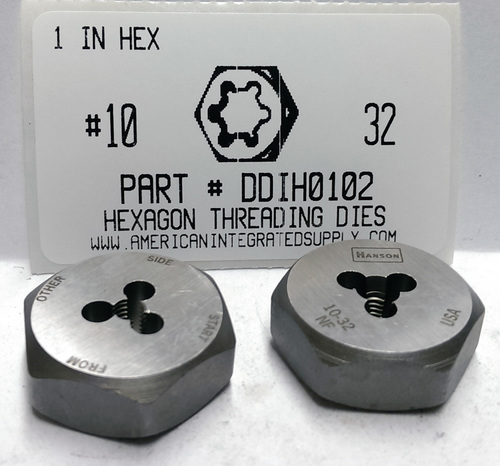 1 IN HEX
#10
32
PART # DDIH0102
HEXAGON THREADING DIES
WWW.AMERICANINTEGRATEDSUPPLY.COM
START FROM OTHER SIDE
HANSON
10-32
NF
USA